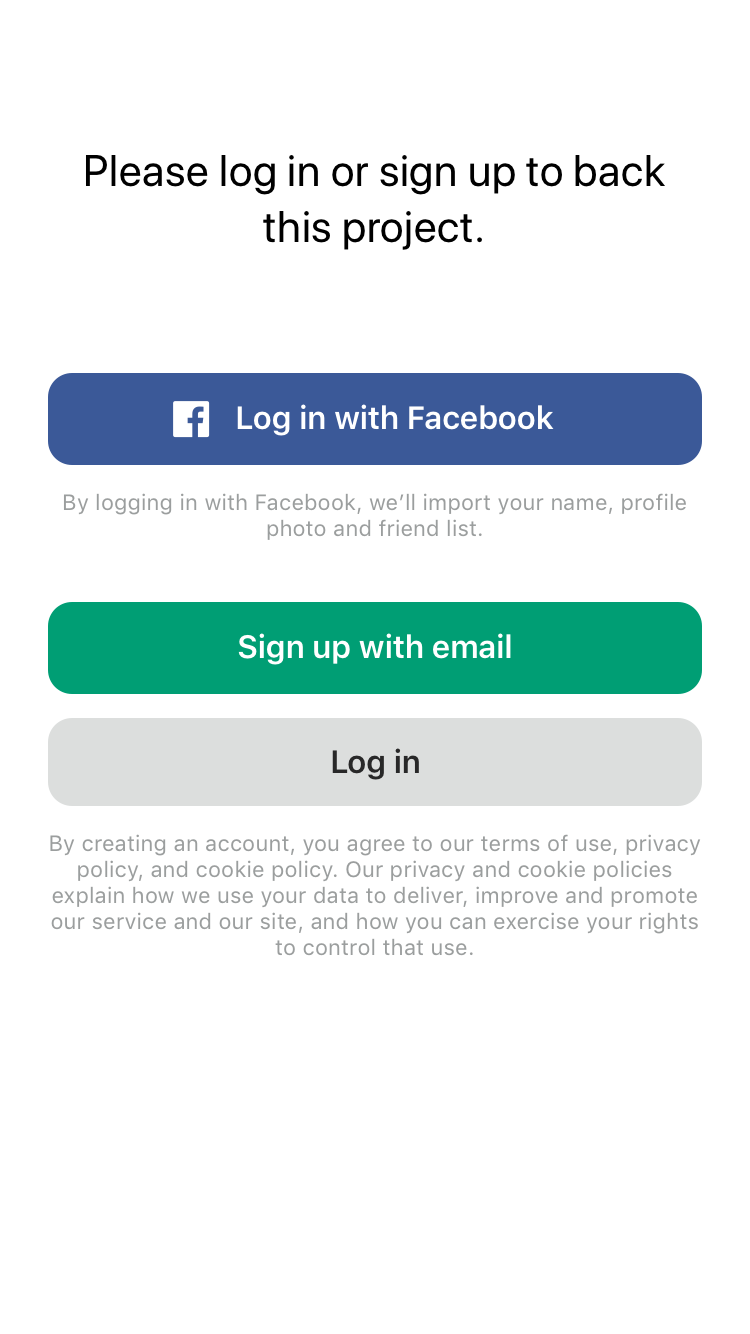 Please log in or sign up to back
this project.
Log in with Facebook
By logging in with Facebook, we’ll import your name, profile
photo and friend list.
Sign up with email
Log in
By creating an account, you agree to our terms of use, privacy
policy, and cookie policy. Our privacy and cookie policies
explain how we use your data to deliver, improve and promote
our service and our site, and how you can exercise your rights
to control that use.